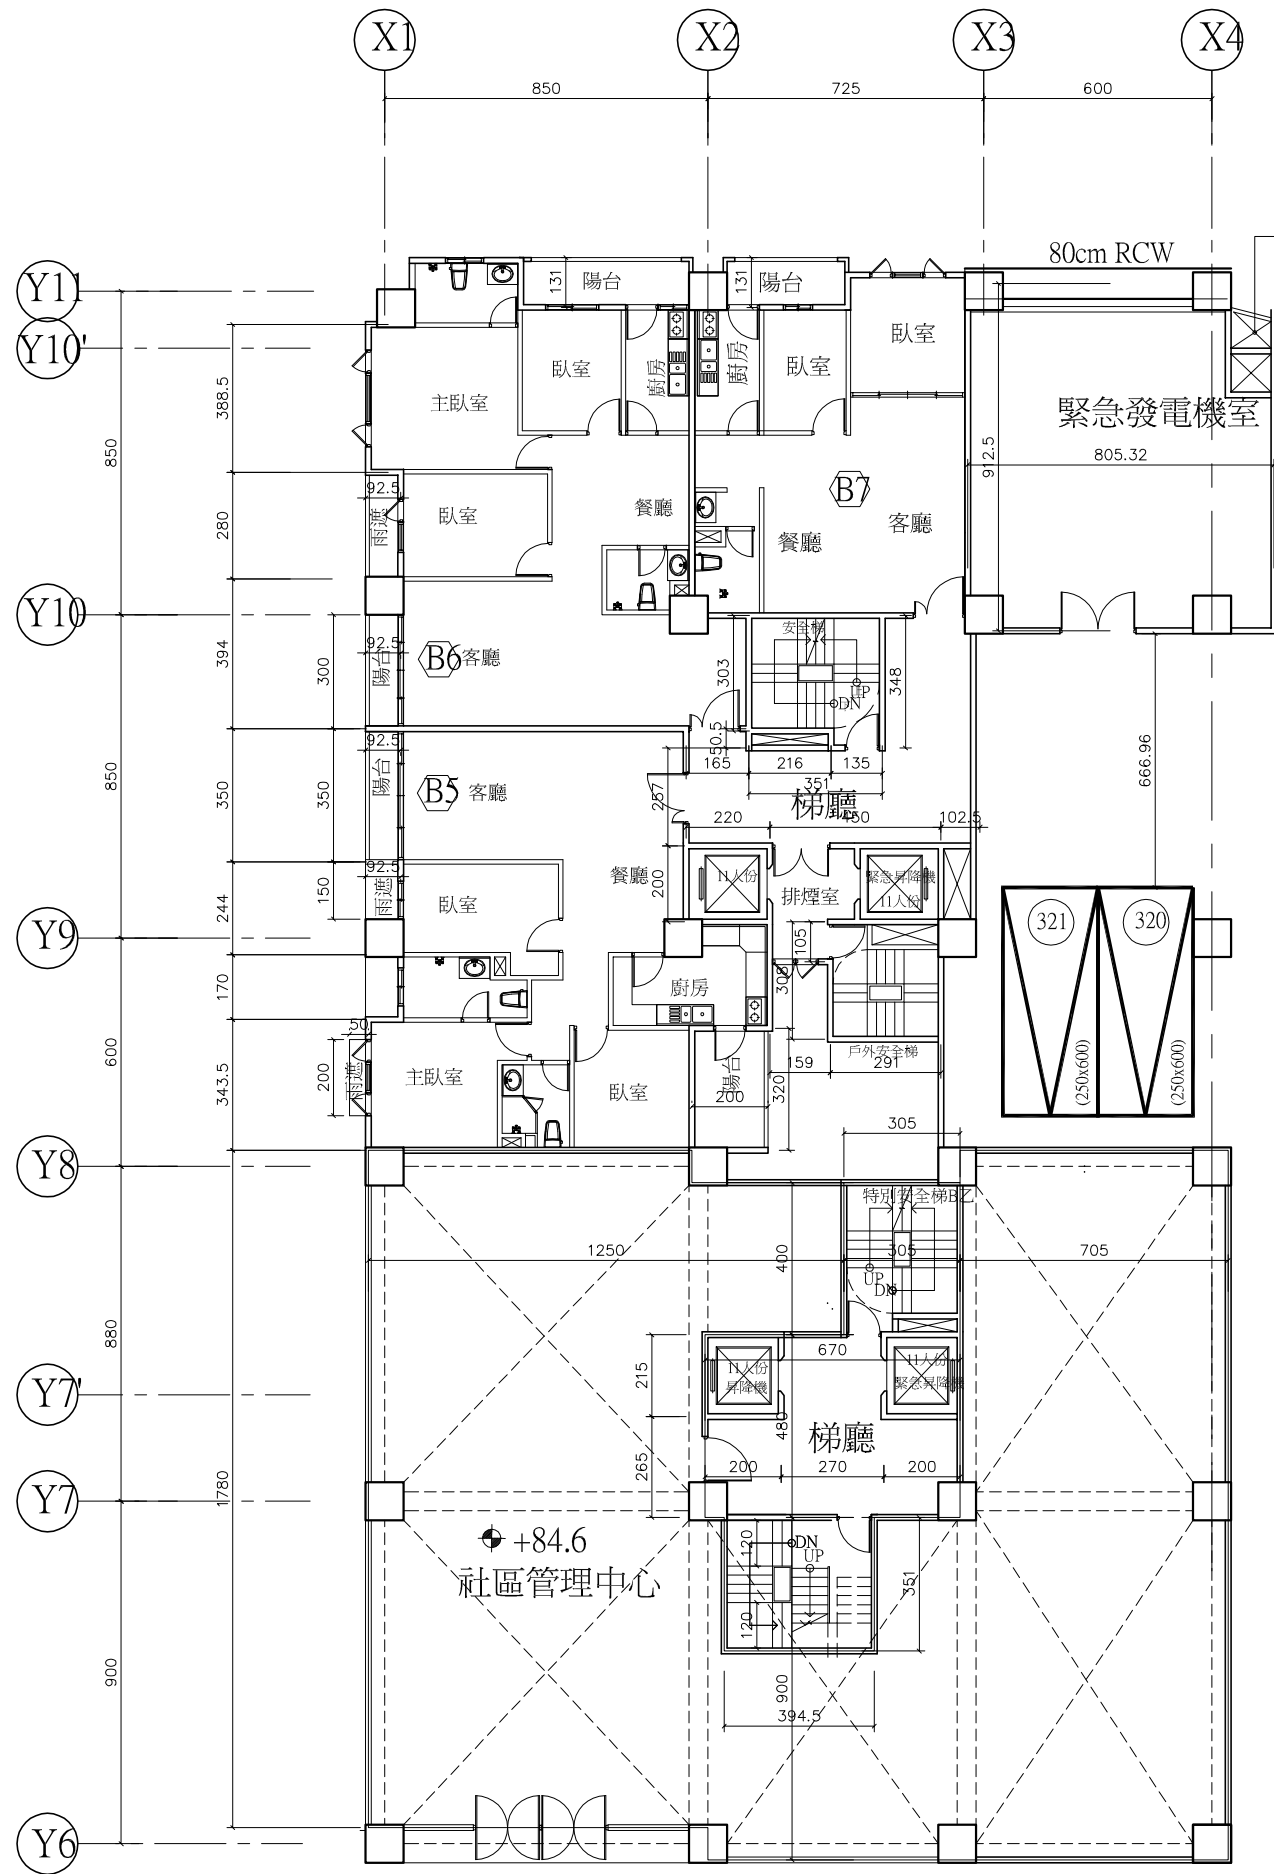 X1
X2
X3
X4
850
725
600
Y11
Y10'
Y10
Y9
Y8
Y7'
Y7
Y6
850
850
600
880
900
388.5
280
394
350
244
170
343.5
1780
300
350
150
200
50
80cm RCW
131
陽台
131
陽台
臥室
廚房
廚房
臥室
臥室
主臥室
緊急發電機室
805.32
912.5
92.5
雨遮
臥室
餐廳
B7
客廳
餐廳
92.5
陽台
B6
客廳
安全梯
UP
DN
303
348
50.5
165
216
135
351
梯廳
666.96
92.5
陽台
B5
客廳
257
220
450
102.5
92.5
雨遮
臥室
餐廳
200
11人份
排煙室
緊急昇降機
11人份
321
320
(250x600)
(250x600)
105
308
廚房
戶外安全梯
159
291
主臥室
雨遮
臥室
陽台
200
320
305
特別安全梯B乙
1250
400
305
705
UP
DN
670
215
11人份
昇降機
11人份
緊急昇降機
480
梯廳
265
200
270
200
+84.6
社區管理中心
120
DN
UP
120
351
900
394.5